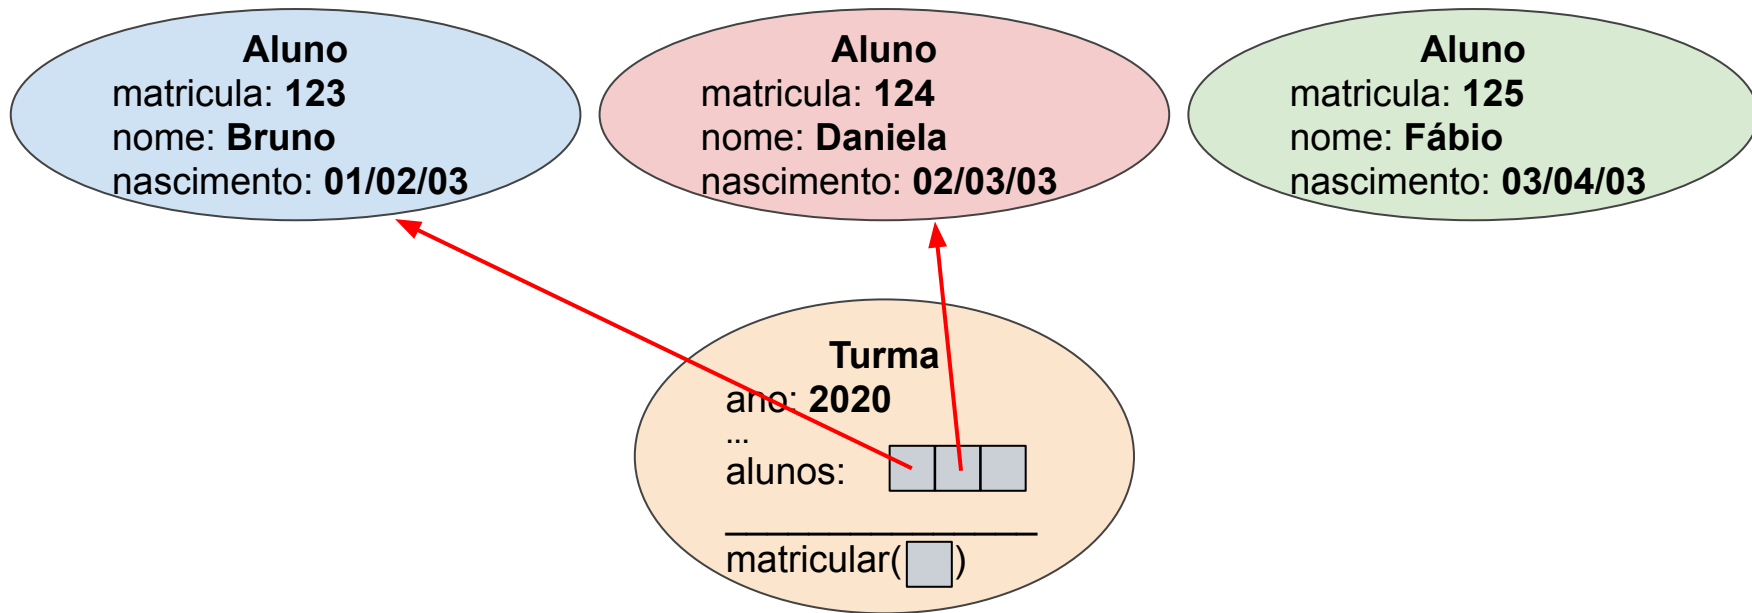 Aluno
matricula: 123
nome: Bruno
nascimento: 01/02/03
Aluno
matricula: 124
nome: Daniela
nascimento: 02/03/03
Aluno
matricula: 125
nome: Fábio
nascimento: 03/04/03
Turma
ano: 2020
...
alunos:
matricular( )